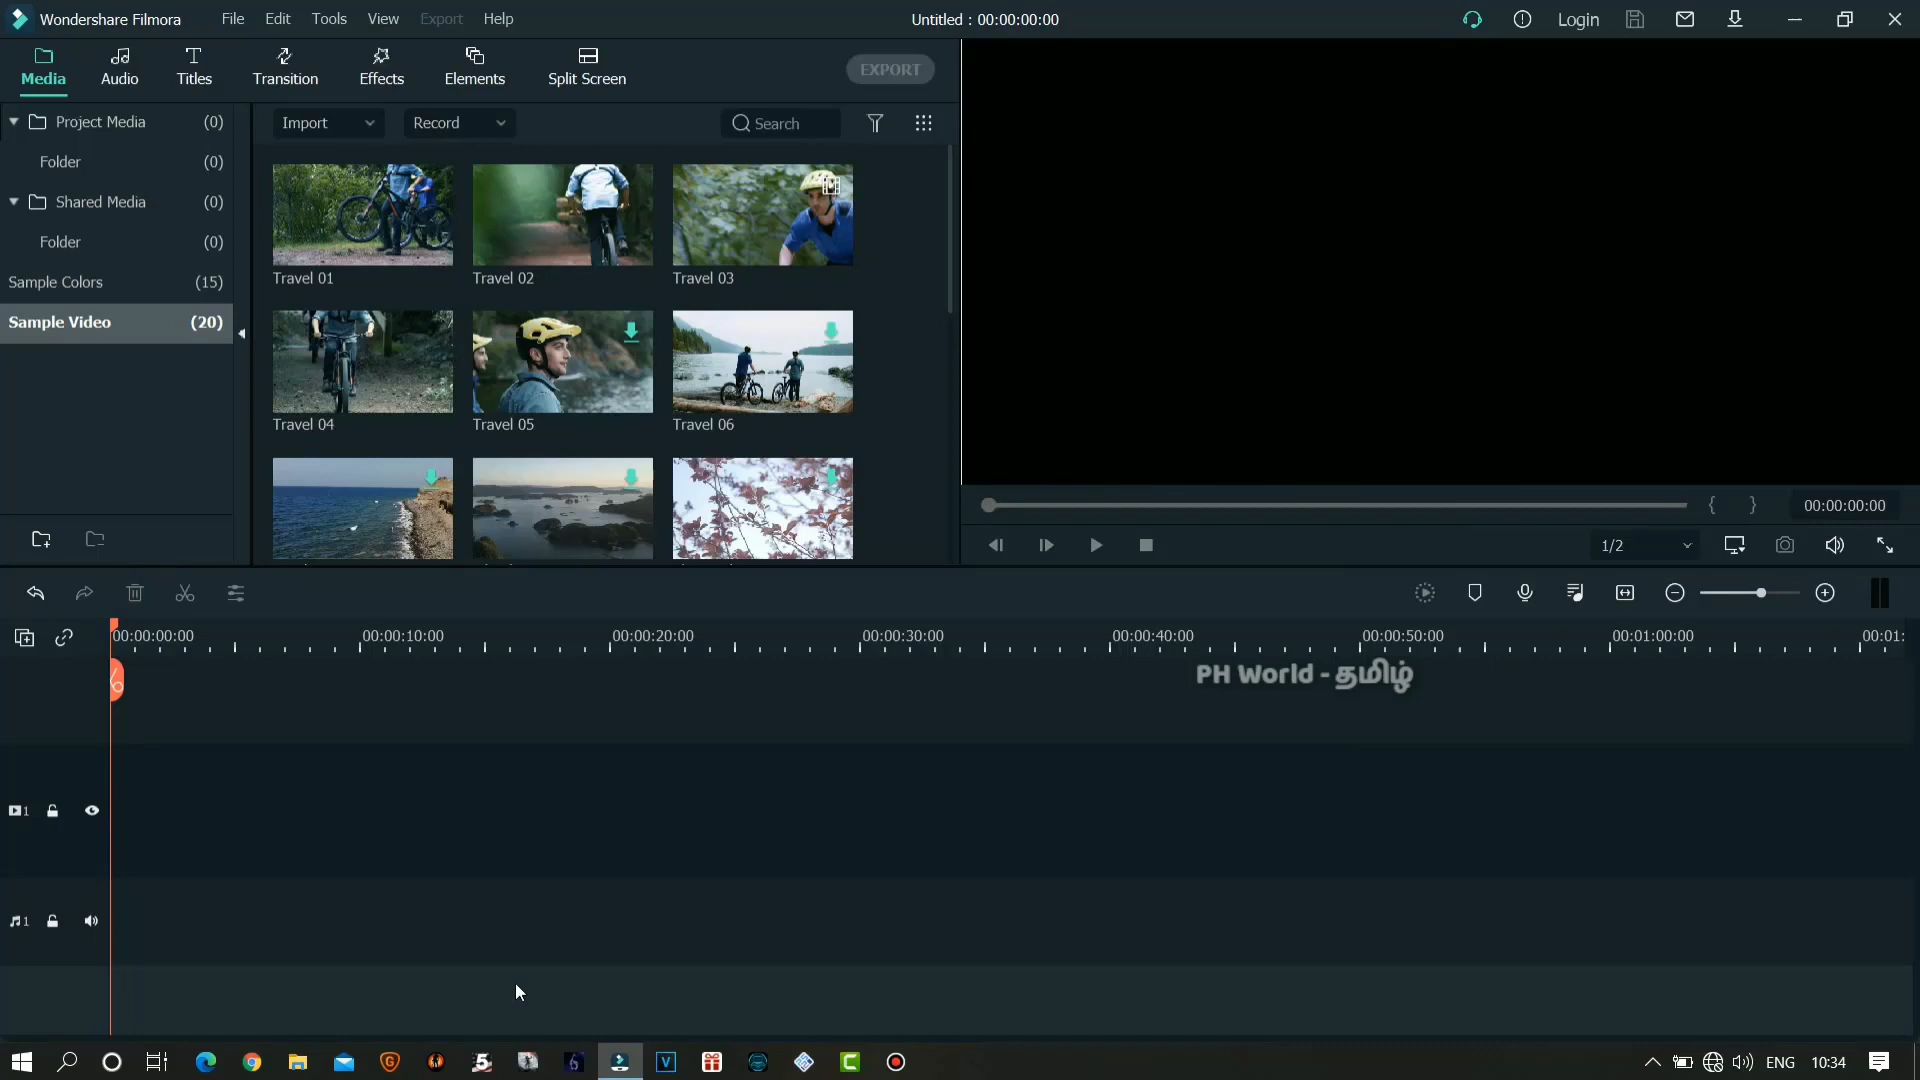 Wondershare Filmora File Edit Tools View Export Help Untitled : 00:00:00:00 Login
Media Audio Titles Transition Effects Elements Split Screen EXPORT
Project Media (0) Import Record Search
Folder (0)
Shared Media (0)
Folder (0)
Sample Colors (15)
Sample Video (20)
Travel 01 Travel 02 Travel 03
Travel 04 Travel 05 Travel 06
00:00:00:00
1/2
00:00:00:00 00:00:10:00 00:00:20:00 00:00:30:00 00:00:40:00 00:00:50:00 00:01:00:00 00:01:
PH World - தமிழ்
1
1
ENG 10:34